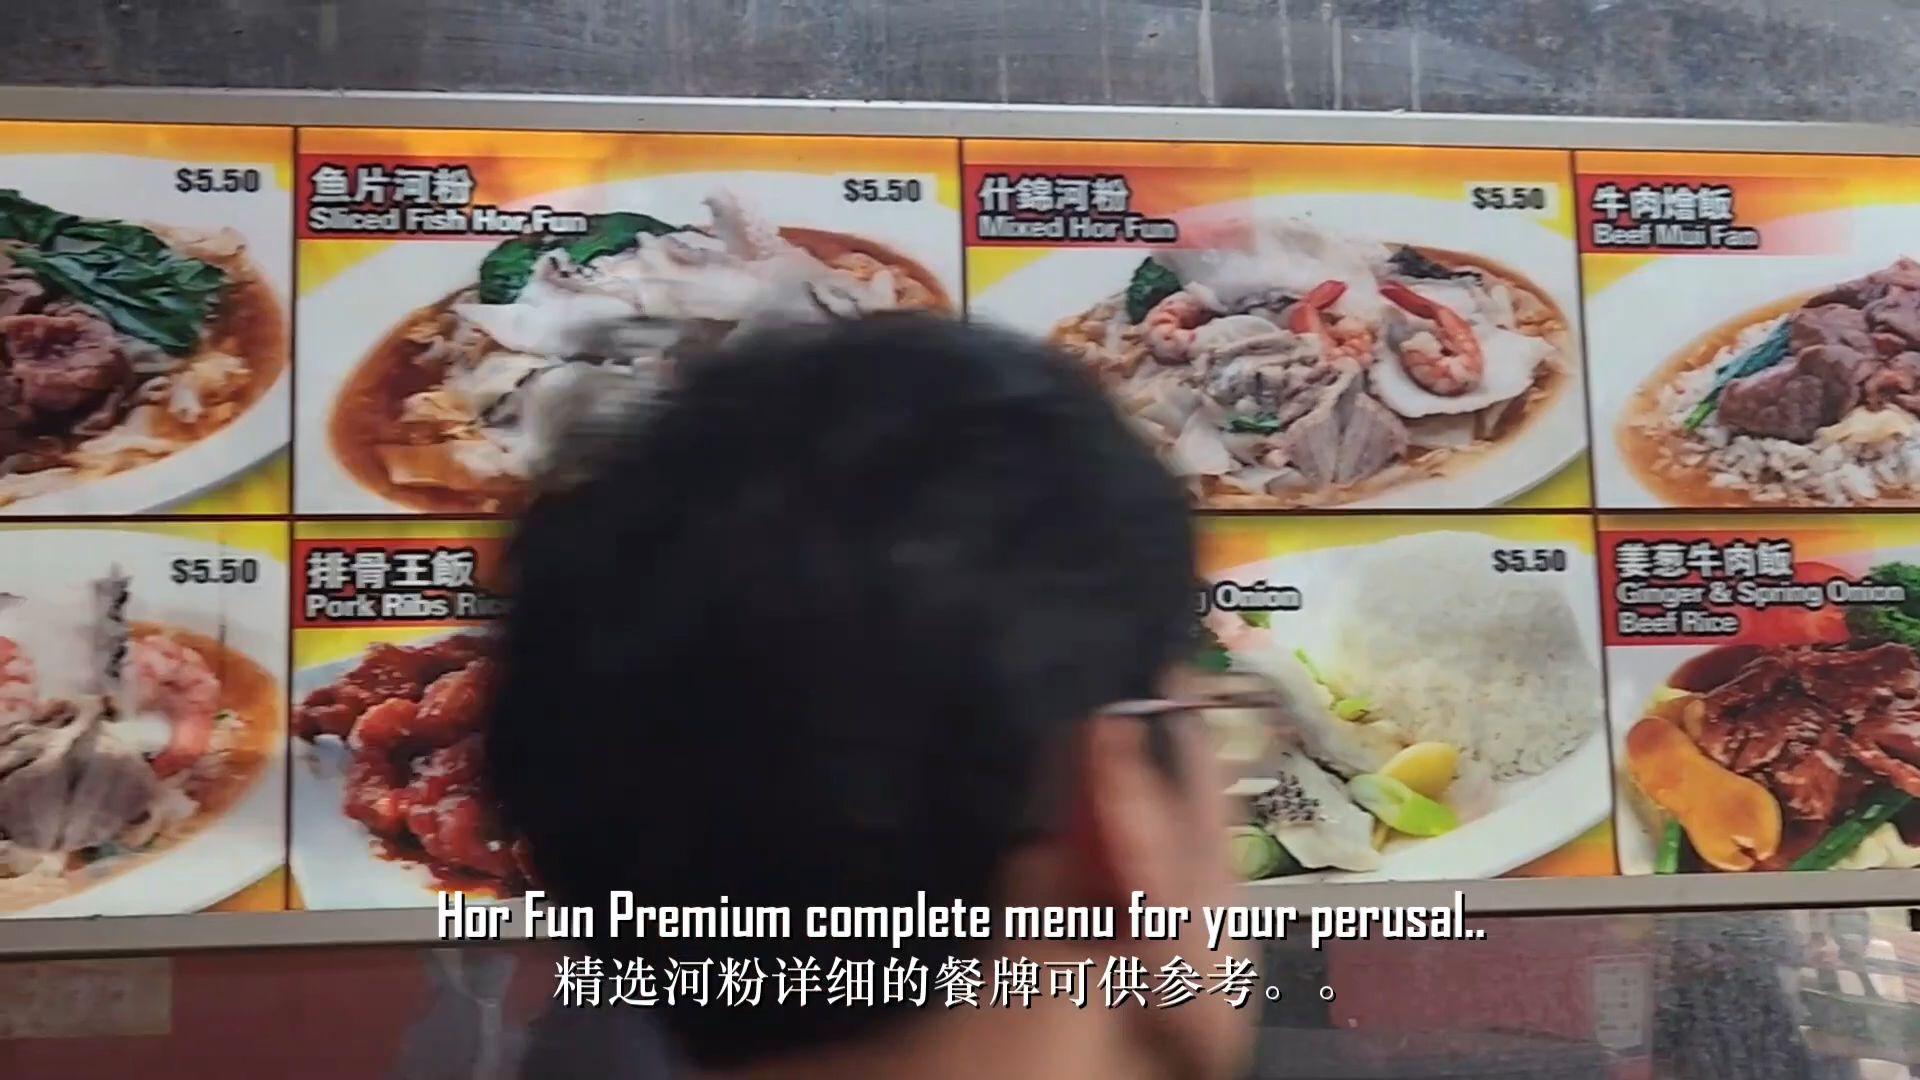 $5.50
鱼片河粉
Sliced Fish Hor Fun
$5.50
什錦河粉
Mixed Hor Fun
$5.50
牛肉燴飯
Beef Mui Fan
$5.50
排骨王飯
Pork Ribs Rice
Onion
$5.50
姜葱牛肉飯
Ginger & Spring Onion
Beef Rice
Hor Fun Premium complete menu for your perusal..
精选河粉详细的餐牌可供参考。。